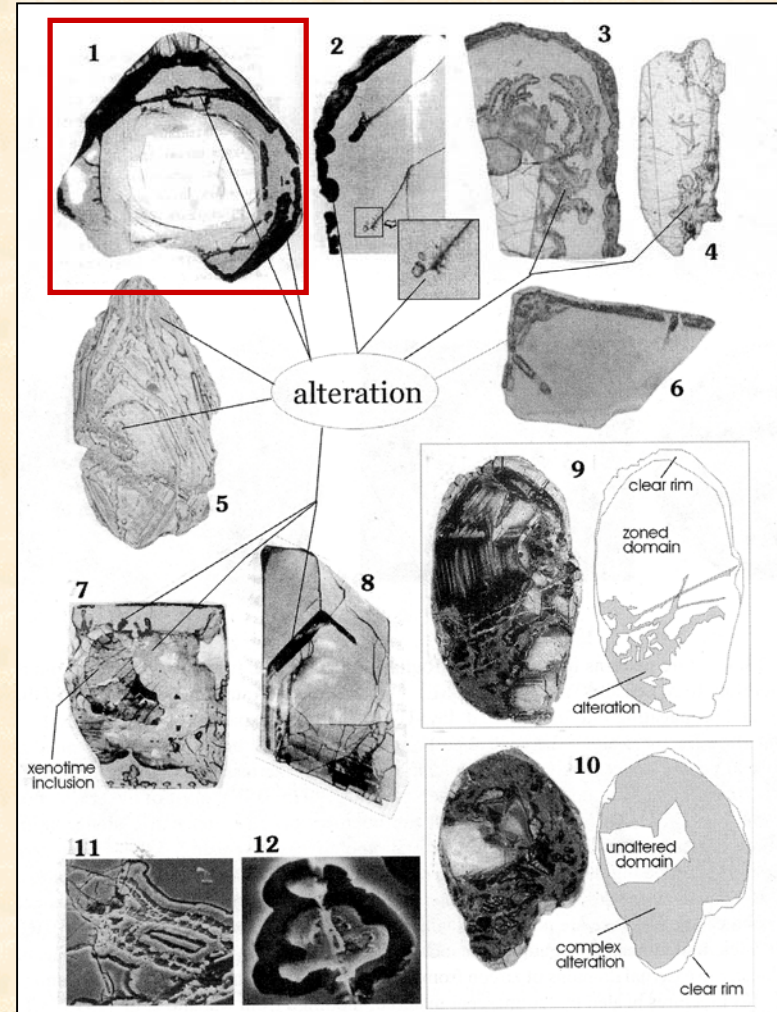 1
2
3
4
alteration
5
6
7
8
xenotime
inclusion
9
clear rim
zoned
domain
alteration
10
unaltered
domain
complex
alteration
clear rim
11
12